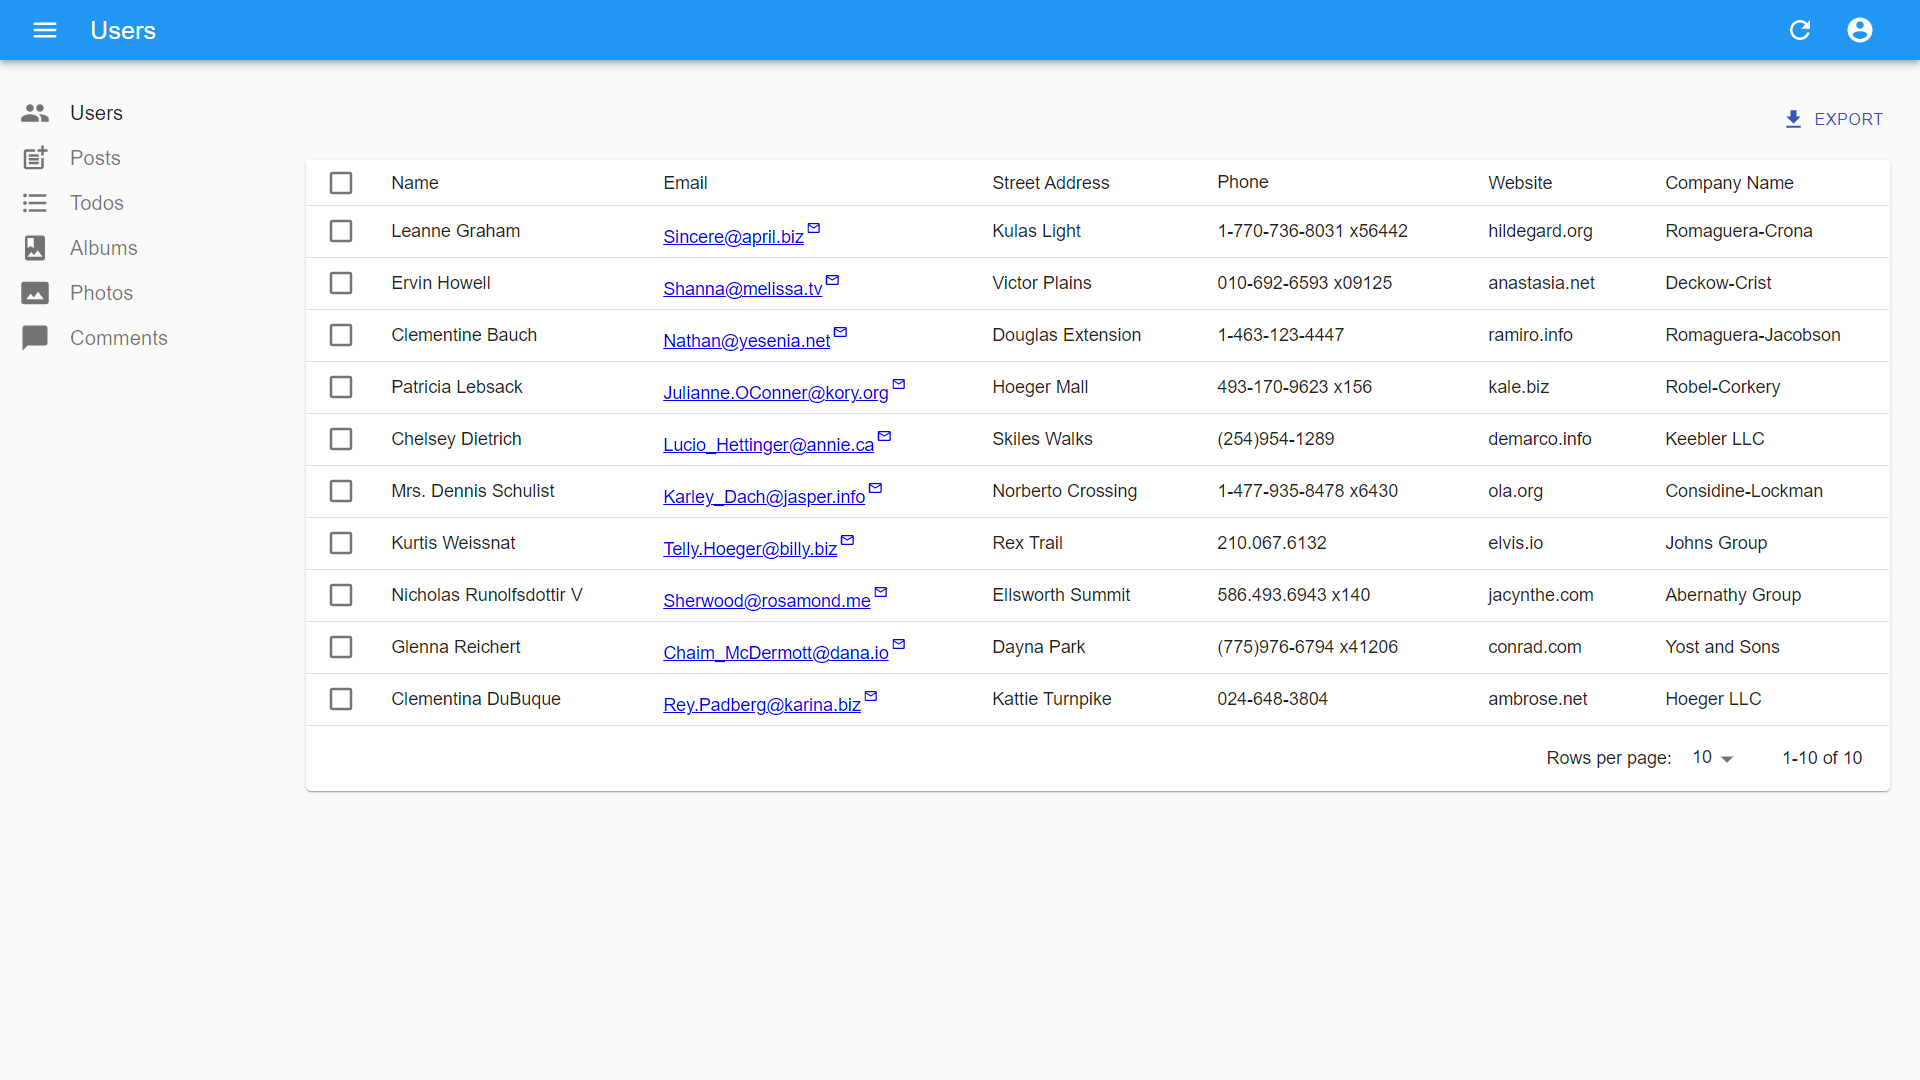 Users
Users
Posts
Todos
Albums
Photos
Comments
EXPORT
Name Email Street Address Phone Website Company Name
Leanne Graham Sincere@april.biz Kulas Light 1-770-736-8031 x56442 hildegard.org Romaguera-Crona
Ervin Howell Shanna@melissa.tv Victor Plains 010-692-6593 x09125 anastasia.net Deckow-Crist
Clementine Bauch Nathan@yesenia.net Douglas Extension 1-463-123-4447 ramiro.info Romaguera-Jacobson
Patricia Lebsack Julianne.OConner@kory.org Hoeger Mall 493-170-9623 x156 kale.biz Robel-Corkery
Chelsey Dietrich Lucio_Hettinger@annie.ca Skiles Walks (254)954-1289 demarco.info Keebler LLC
Mrs. Dennis Schulist Karley_Dach@jasper.info Norberto Crossing 1-477-935-8478 x6430 ola.org Considine-Lockman
Kurtis Weissnat Telly.Hoeger@billy.biz Rex Trail 210.067.6132 elvis.io Johns Group
Nicholas Runolfsdottir V Sherwood@rosamond.me Ellsworth Summit 586.493.6943 x140 jacynthe.com Abernathy Group
Glenna Reichert Chaim_McDermott@dana.io Dayna Park (775)976-6794 x41206 conrad.com Yost and Sons
Clementina DuBuque Rey.Padberg@karina.biz Kattie Turnpike 024-648-3804 ambrose.net Hoeger LLC
Rows per page: 10 1-10 of 10